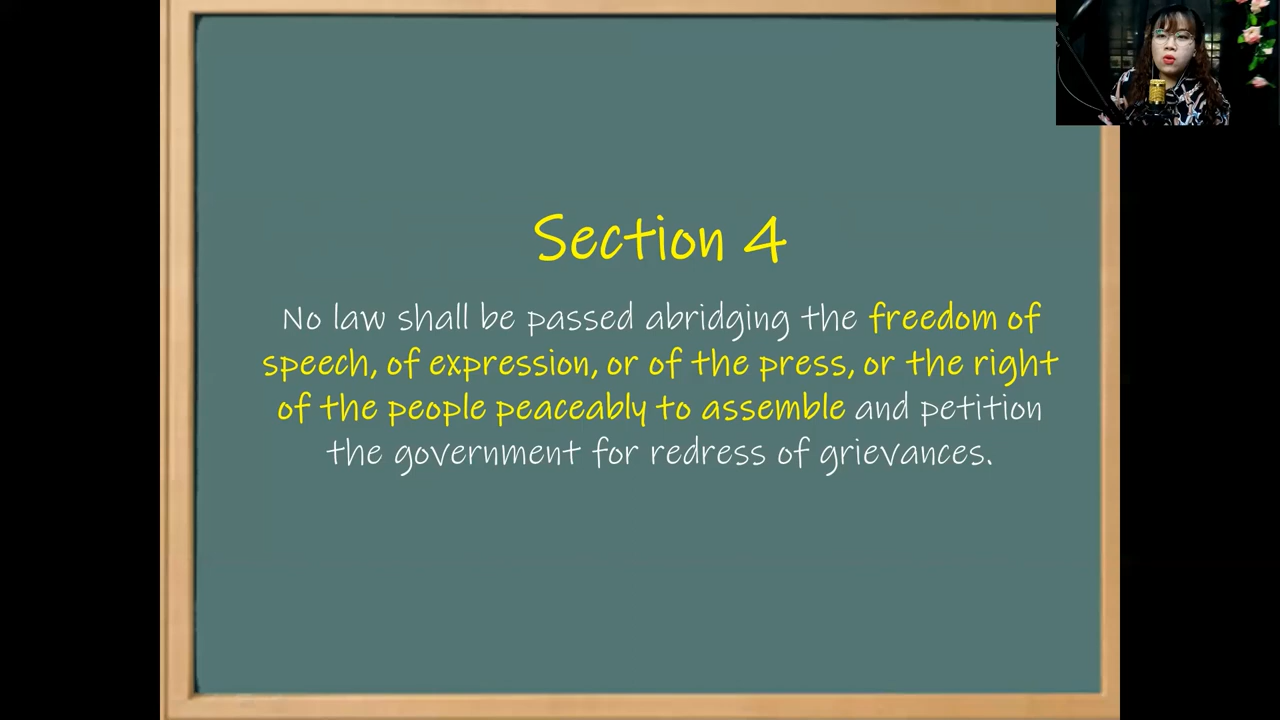 Section 4
No law shall be passed abridging the freedom of
speech, of expression, or of the press, or the right
of the people peaceably to assemble and petition
the government for redress of grievances.